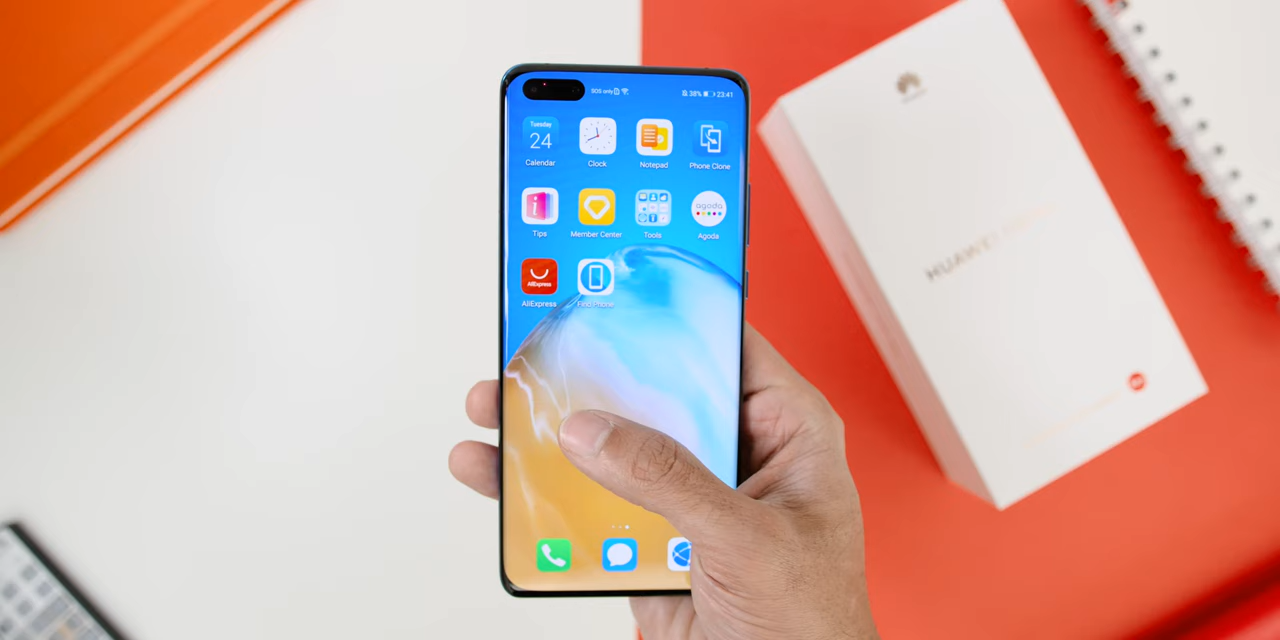 SOS only
38% 23:41
Tuesday
24
Calendar
Clock
Notepad
Phone Clone
Tips
Member Center
Tools
agoda
Agoda
AliExpress
AliExpress
Find Phone
HUAWEI